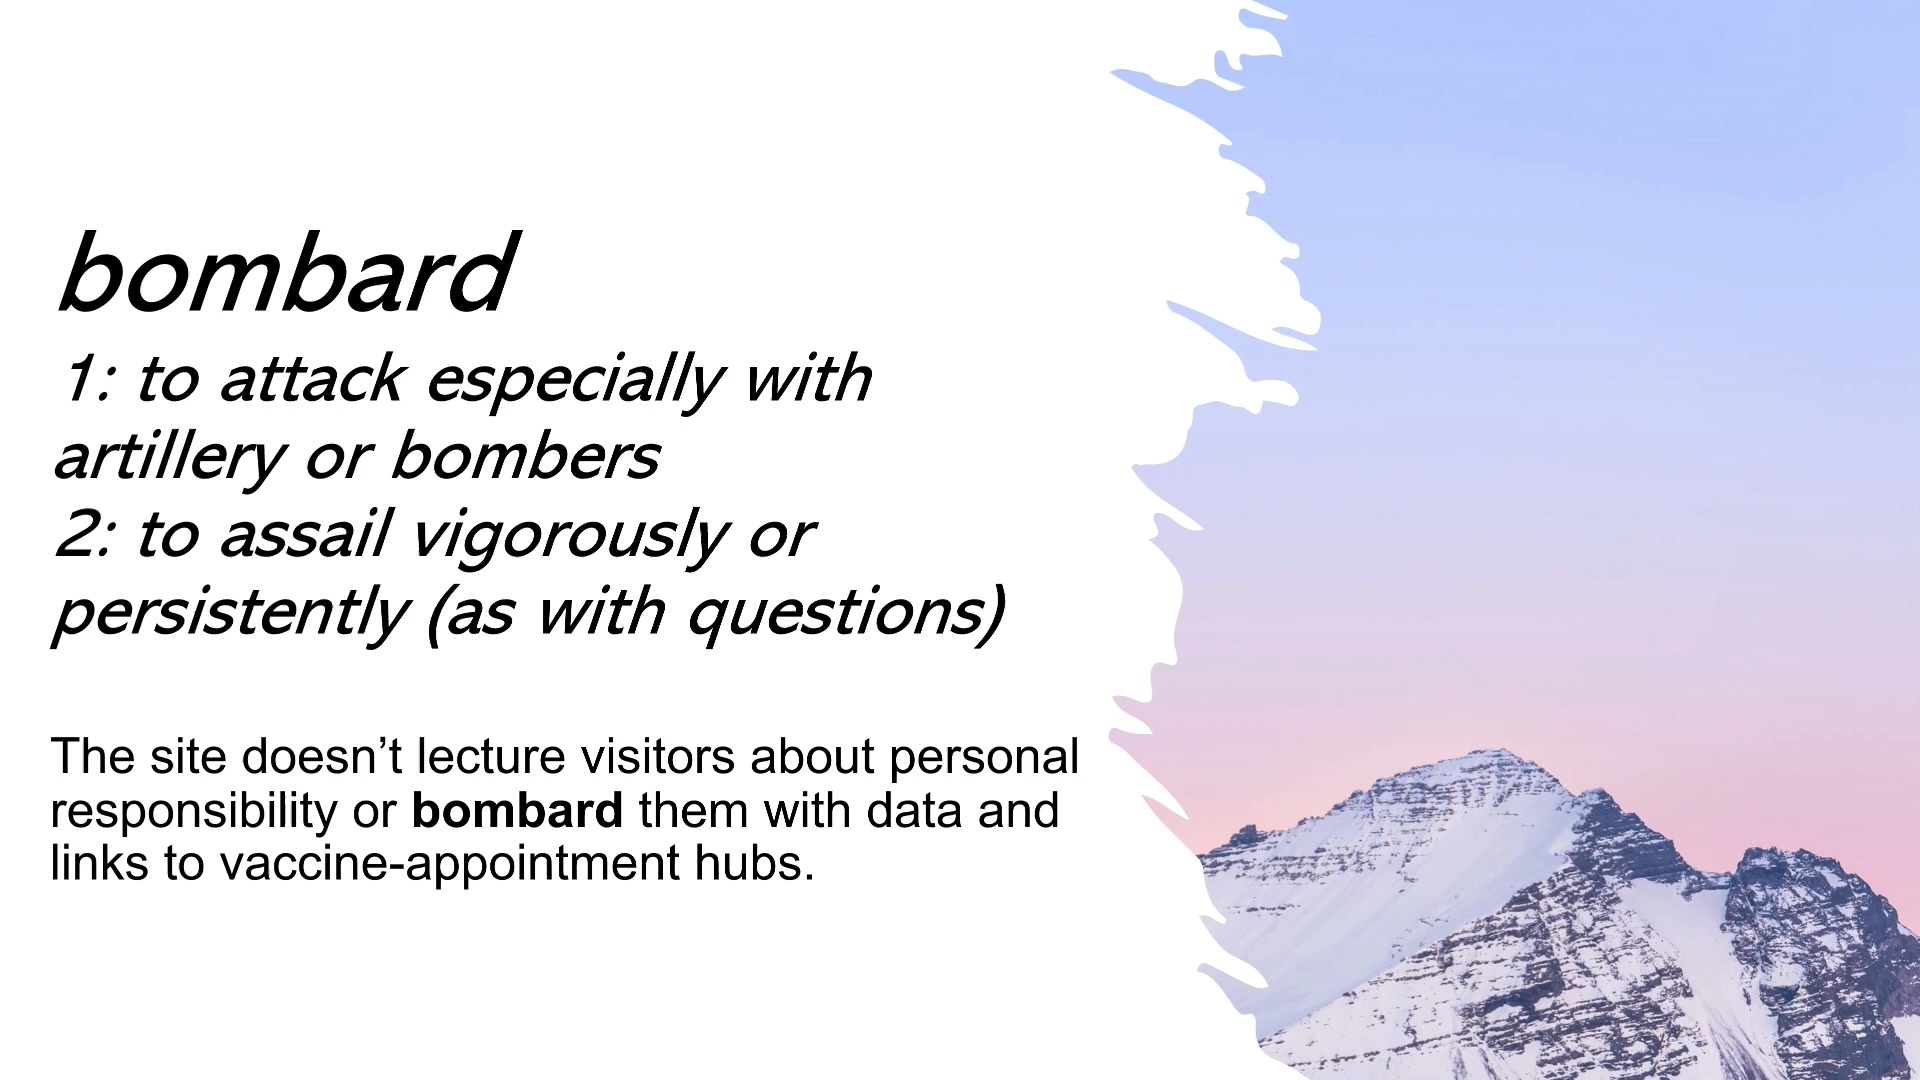 bombard
1: to attack especially with
artillery or bombers
2: to assail vigorously or
persistently (as with questions)
The site doesn’t lecture visitors about personal
responsibility or bombard them with data and
links to vaccine-appointment hubs.